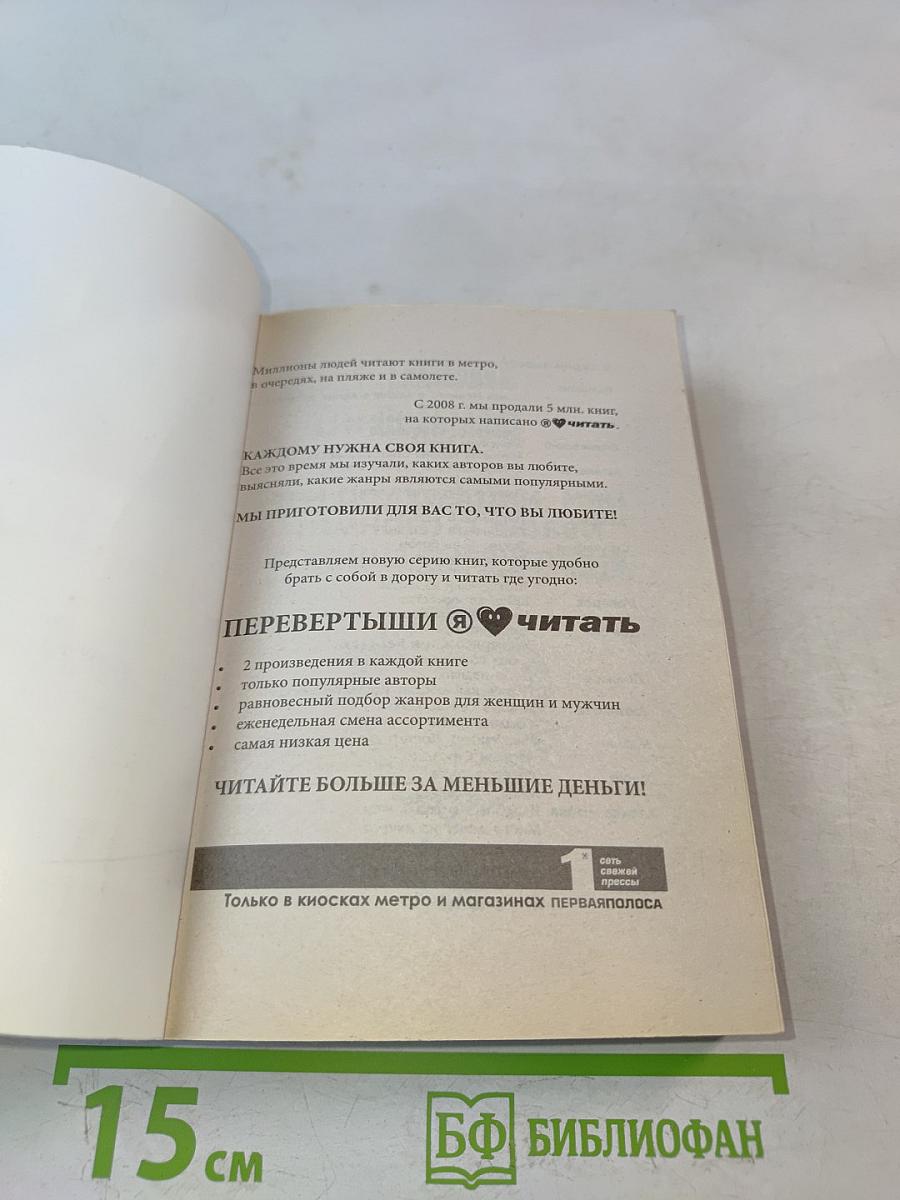 Миллионы людей читают книги в метро,
в очередях, на пляже и в самолете.
С 2008 г. мы продали 5 млн. книг,
на которых написано Я читать.
КАЖДОМУ НУЖНА СВОЯ КНИГА.
Все это время мы изучали, каких авторов вы любите,
выясняли, какие жанры являются самыми популярными.
МЫ ПРИГОТОВИЛИ ДЛЯ ВАС ТО, ЧТО ВЫ ЛЮБИТЕ!
Представляем новую серию книг, которые удобно
брать с собой в дорогу и читать где угодно:
ПЕРЕВЕРТЫШИ Я читать
• 2 произведения в каждой книге
• только популярные авторы
• равновесный подбор жанров для женщин и мужчин
• еженедельная смена ассортимента
• самая низкая цена
ЧИТАЙТЕ БОЛЬШЕ ЗА МЕНЬШИЕ ДЕНЬГИ!
1
сеть
свежей
прессы
Только в киосках метро и магазинах ПЕРВАЯПОЛОСА
15 см
БФ БИБЛИОФАН